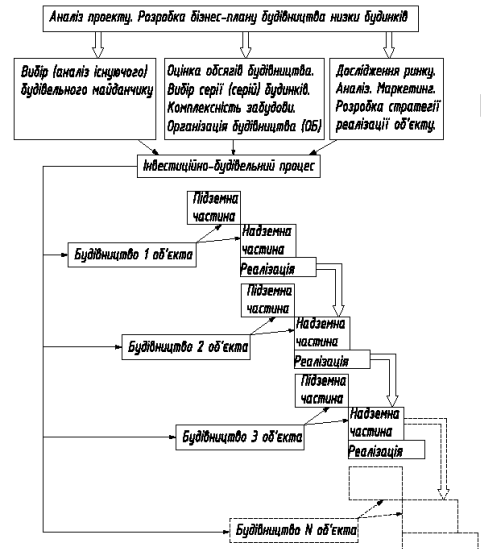 Аналіз проекту. Розробка бізнес-плану будівництва низки будинків
Вибір (аналіз існуючого)
будівельного майданчику
Оцінка обсягів будівництва.
Вибір серії (серій) будинків.
Комплексність забудови.
Організація будівництва (ОБ)
Дослідження ринку.
Аналіз. Маркетинг.
Розробка стратегії
реалізації об'єкту.
Інвестиційно-будівельний процес
Підземна
частина
Надземна
частина
Будівництво 1 об'єкта
Реалізація
Підземна
частина
Надземна
частина
Будівництво 2 об'єкта
Реалізація
Підземна
частина
Надземна
частина
Будівництво 3 об'єкта
Реалізація
Будівництво N об'єкта